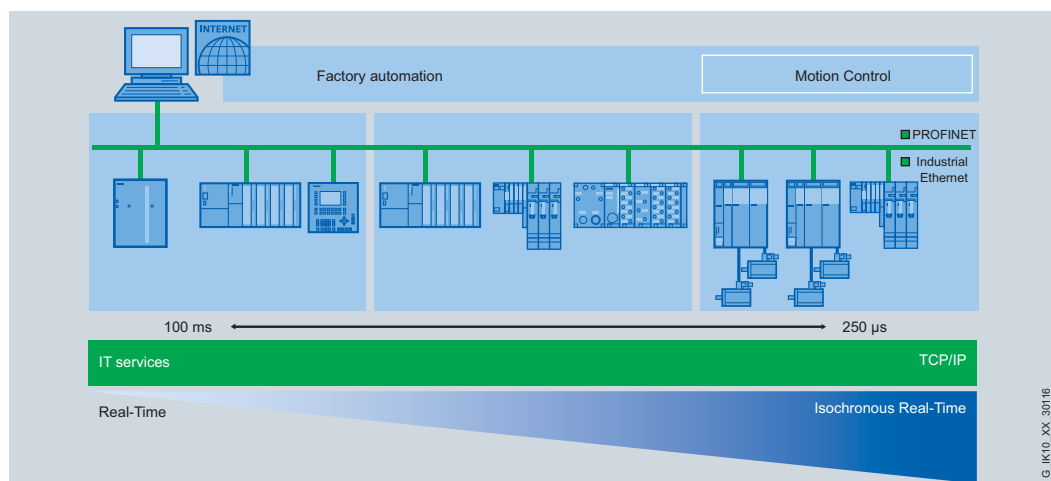 INTERNET
Factory automation
Motion Control
PROFINET
Industrial
Ethernet
100 ms
250 µs
IT services
TCP/IP
Real-Time
Isochronous Real-Time
G_IK10_XX_30116